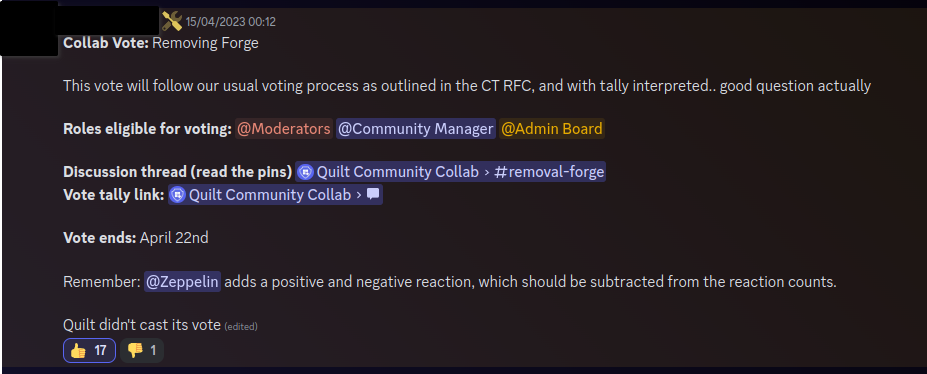 15/04/2023 00:12
Collab Vote: Removing Forge
This vote will follow our usual voting process as outlined in the CT RFC, and with tally interpreted.. good question actually
Roles eligible for voting: @Moderators @Community Manager @Admin Board
Discussion thread (read the pins) Quilt Community Collab › #removal-forge
Vote tally link: Quilt Community Collab ›
Vote ends: April 22nd
Remember: @Zeppelin adds a positive and negative reaction, which should be subtracted from the reaction counts.
Quilt didn't cast its vote (edited)
👍 17 👎 1